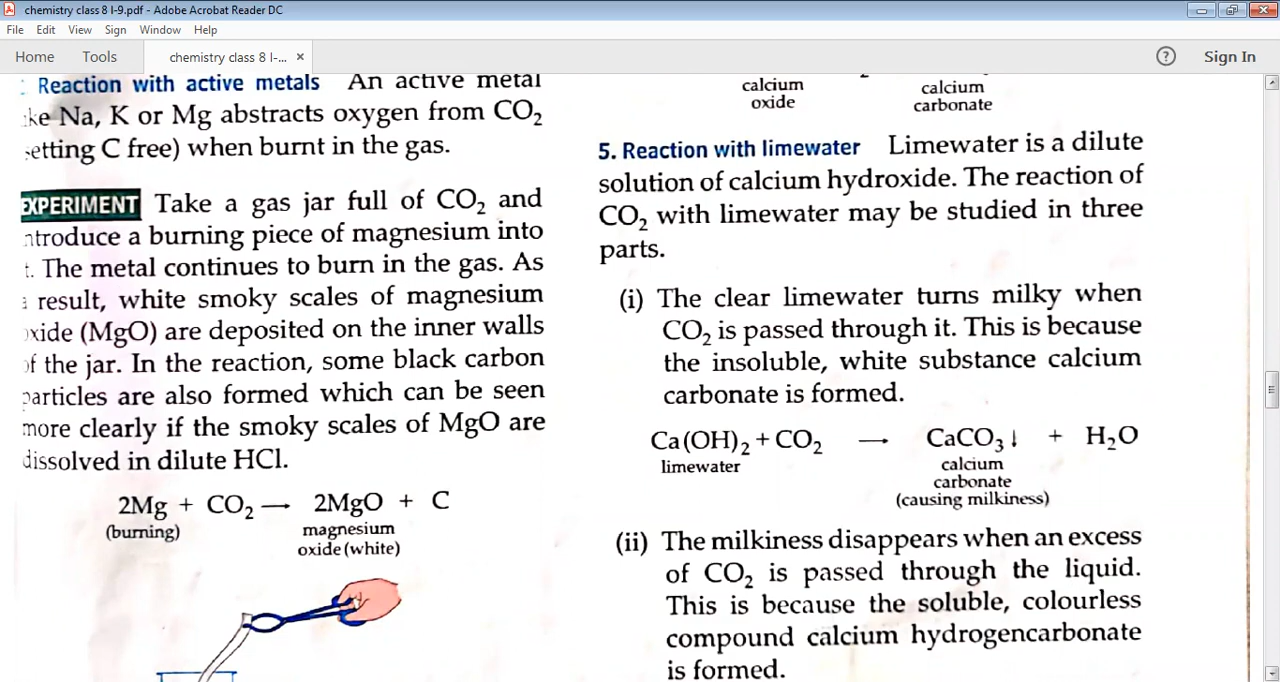 chemistry class 8 I-9.pdf - Adobe Acrobat Reader DC
File Edit View Sign Window Help
Home Tools chemistry class 8 I-... × ? Sign In
Reaction with active metals An active metal
ke Na, K or Mg abstracts oxygen from CO₂
etting C free) when burnt in the gas.
EXPERIMENT Take a gas jar full of CO₂ and
ntroduce a burning piece of magnesium into
t. The metal continues to burn in the gas. As
result, white smoky scales of magnesium
xide (MgO) are deposited on the inner walls
of the jar. In the reaction, some black carbon
particles are also formed which can be seen
more clearly if the smoky scales of MgO are
dissolved in dilute HCl.
2Mg + CO₂ → 2MgO + C
(burning) magnesium
oxide (white)
calcium calcium
oxide carbonate
5. Reaction with limewater Limewater is a dilute
solution of calcium hydroxide. The reaction of
CO₂ with limewater may be studied in three
parts.
(i) The clear limewater turns milky when
CO₂ is passed through it. This is because
the insoluble, white substance calcium
carbonate is formed.
Ca(OH)₂ + CO₂ → CaCO₃↓ + H₂O
limewater calcium
carbonate
(causing milkiness)
(ii) The milkiness disappears when an excess
of CO₂ is passed through the liquid.
This is because the soluble, colourless
compound calcium hydrogencarbonate
is formed.